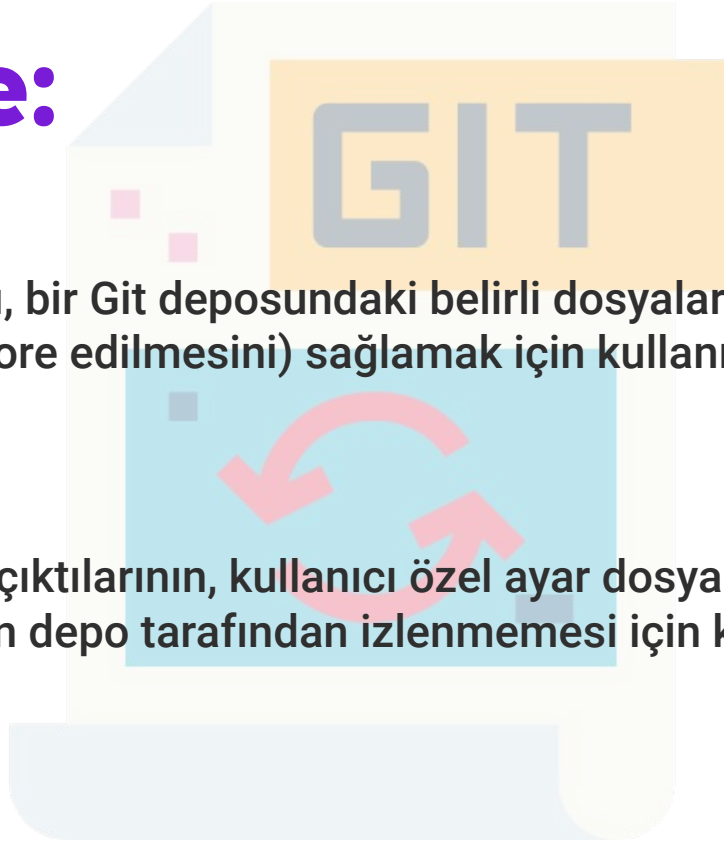 e:
GIT
, bir Git deposundaki belirli dosyalar
ore edilmesini) sağlamak için kullanı
çıktılarının, kullanıcı özel ayar dosya
n depo tarafından izlenmemesi için k